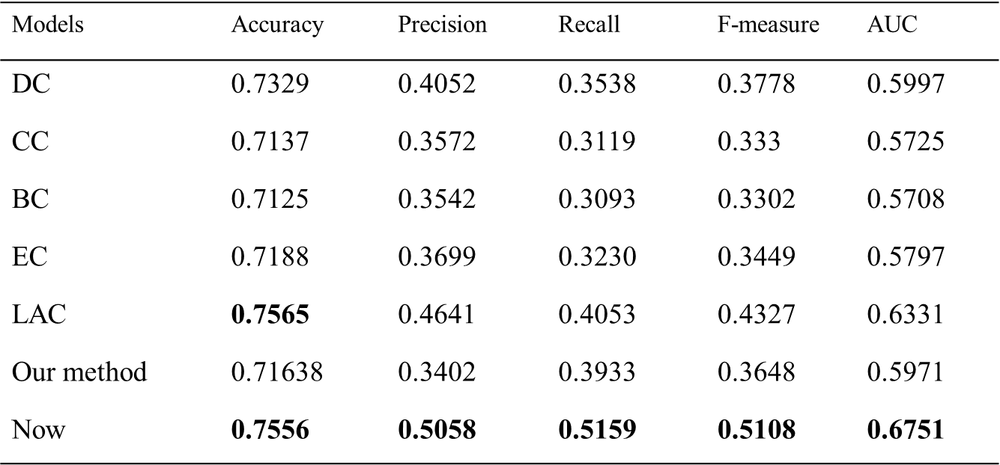 Models Accuracy Precision Recall F-measure AUC
DC 0.7329 0.4052 0.3538 0.3778 0.5997
CC 0.7137 0.3572 0.3119 0.333 0.5725
BC 0.7125 0.3542 0.3093 0.3302 0.5708
EC 0.7188 0.3699 0.3230 0.3449 0.5797
LAC 0.7565 0.4641 0.4053 0.4327 0.6331
Our method 0.71638 0.3402 0.3933 0.3648 0.5971
Now 0.7556 0.5058 0.5159 0.5108 0.6751